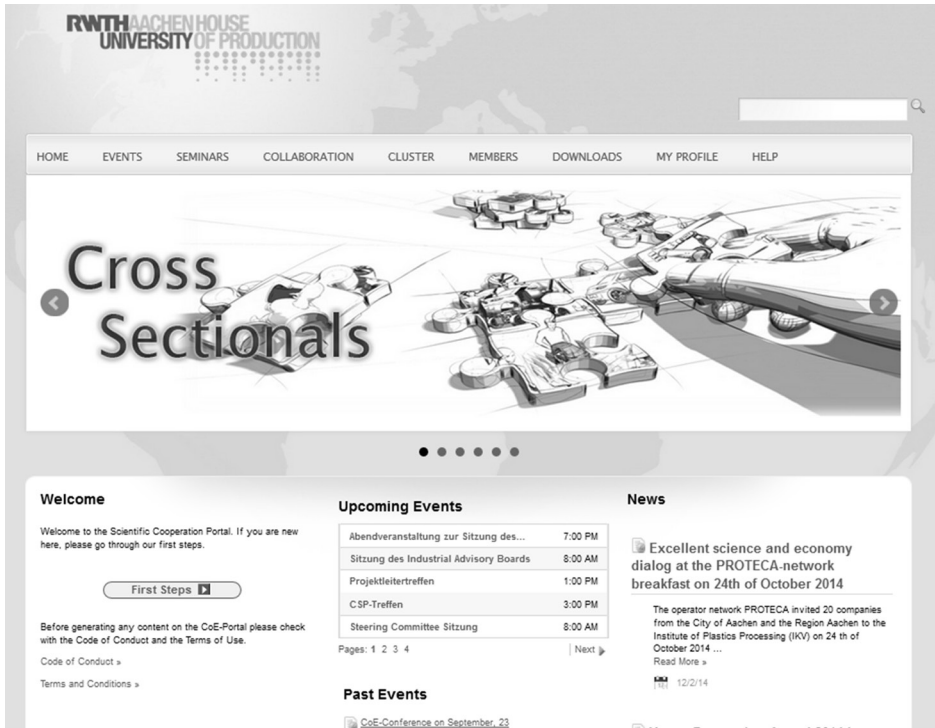 RWTHAACHEN HOUSE
UNIVERSITY OF PRODUCTION
HOME EVENTS SEMINARS COLLABORATION CLUSTER MEMBERS DOWNLOADS MY PROFILE HELP
Cross
Sectionals
Welcome
Welcome to the Scientific Cooperation Portal. If you are new
here, please go through our first steps.
First Steps
Before generating any content on the CoE-Portal please check
with the Code of Conduct and the Terms of Use.
Code of Conduct »
Terms and Conditions »
Upcoming Events
Abendveranstaltung zur Sitzung des... 7:00 PM
Sitzung des Industrial Advisory Boards 8:00 AM
Projektleitertreffen 1:00 PM
CSP-Treffen 3:00 PM
Steering Committee Sitzung 8:00 AM
Pages: 1 2 3 4 Next
Past Events
CoE-Conference on September, 23
News
Excellent science and economy
dialog at the PROTECA-network
breakfast on 24th of October 2014
The operator network PROTECA invited 20 companies
from the City of Aachen and the Region Aachen to the
Institute of Plastics Processing (IKV) on 24 th of
October 2014 ...
Read More »
12/2/14